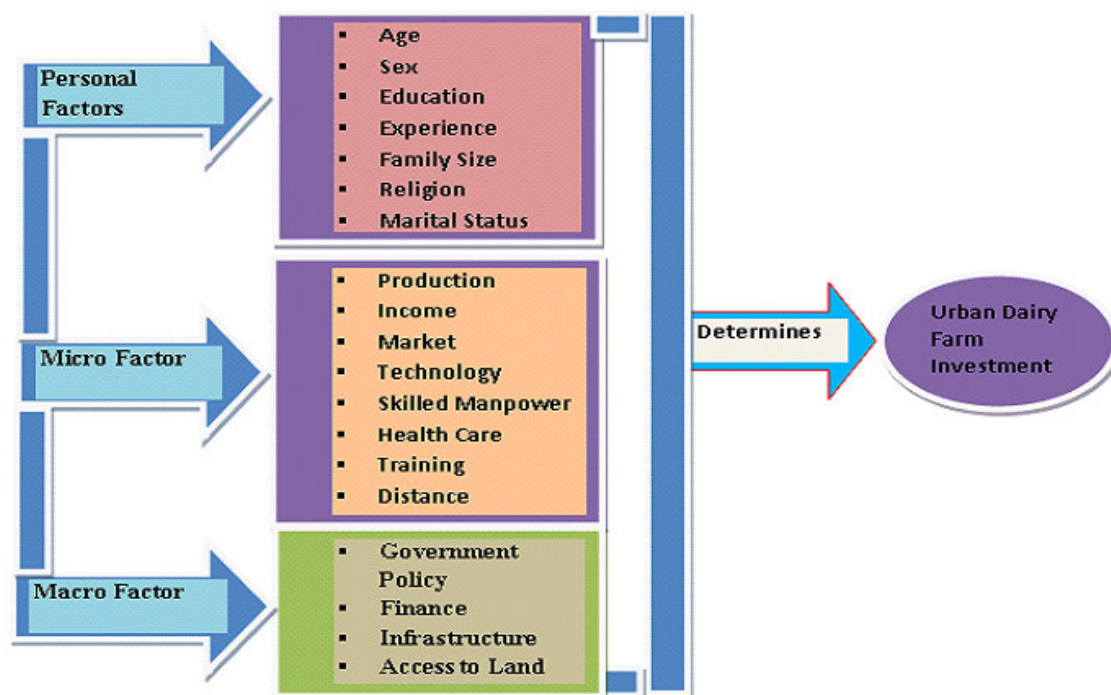 Personal
Factors
▪ Age
▪ Sex
▪ Education
▪ Experience
▪ Family Size
▪ Religion
▪ Marital Status
Micro Factor
▪ Production
▪ Income
▪ Market
▪ Technology
▪ Skilled Manpower
▪ Health Care
▪ Training
▪ Distance
Macro Factor
▪ Government
Policy
▪ Finance
▪ Infrastructure
▪ Access to Land
Determines
Urban Dairy
Farm
Investment